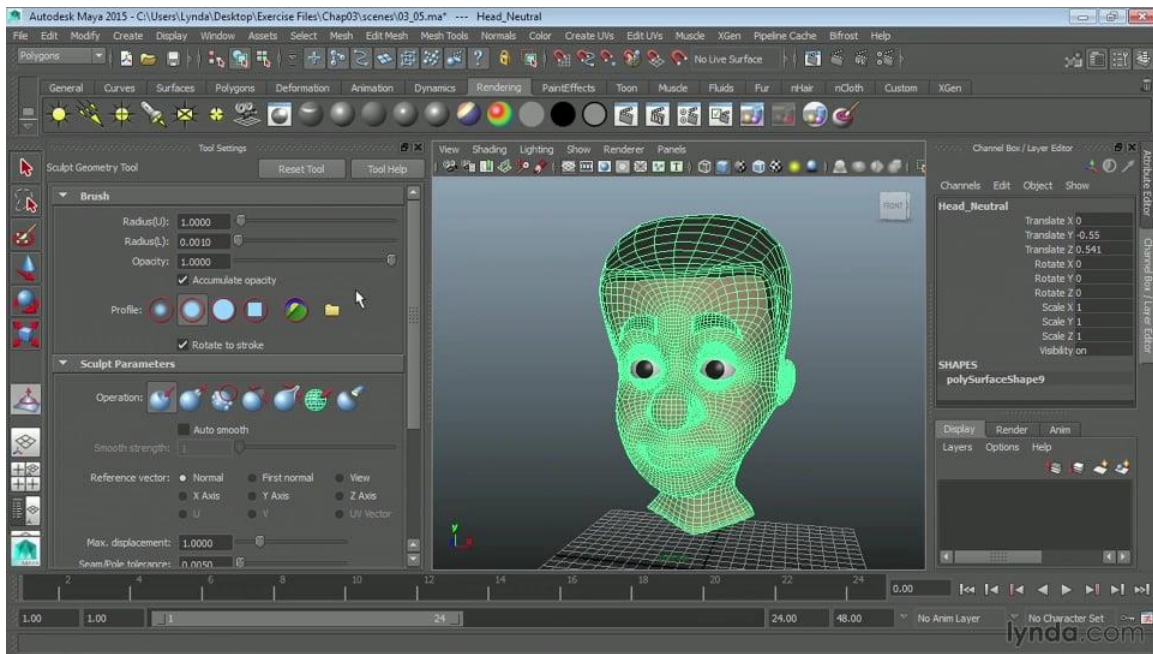 Autodesk Maya 2015 - C:\Users\Lynda\Desktop\Exercise Files\Chap03\scenes\03_05.ma* --- Head_Neutral
File Edit Modify Create Display Window Assets Select Mesh Edit Mesh Mesh Tools Normals Color Create UVs Edit UVs Muscle XGen Pipeline Cache Bifrost Help
Polygons No Live Surface
General Curves Surfaces Polygons Deformation Animation Dynamics Rendering PaintEffects Toon Muscle Fluids Fur nHair nCloth Custom XGen
Tool Settings
Sculpt Geometry Tool Reset Tool Tool Help
Brush
Radius(U): 1.0000
Radius(L): 0.0010
Opacity: 1.0000
Accumulate opacity
Profile:
Rotate to stroke
Sculpt Parameters
Operation:
Auto smooth
Smooth strength: 1
Reference vector: Normal First normal View
X Axis Y Axis Z Axis
U V UV Vector
Max. displacement: 1.0000
Seam/Pole tolerance: 0.0050
View Shading Lighting Show Renderer Panels
FRONT
y
Channel Box / Layer Editor
Channels Edit Object Show
Head_Neutral
Translate X 0
Translate Y -0.55
Translate Z 0.541
Rotate X 0
Rotate Y 0
Rotate Z 0
Scale X 1
Scale Y 1
Scale Z 1
Visibility on
SHAPES
polySurfaceShape9
Display Render Anim
Layers Options Help
Attribute Editor
Channel Box / Layer Editor
2 4 6 8 10 12 14 16 18 20 22 24 0.00
1.00 1.00 1 24 24.00 48.00 No Anim Layer No Character Set
lynda.com